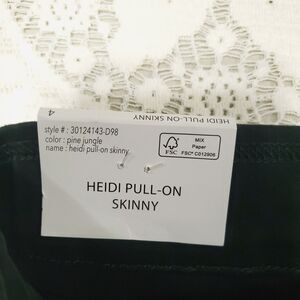 HEIDI PULL-ON SKINNY
4
style # : 30124143-D98
color : pine jungle
name : heidi pull-on skinny
FSC
MIX
Paper
FSC® C012906
HEIDI PULL-ON
SKINNY